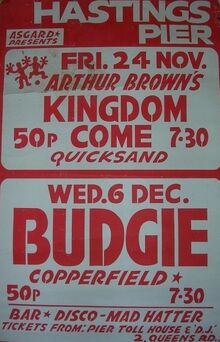 HASTINGS
PIER
ASGARD★
PRESENTS
FRI. 24 NOV.
ARTHUR BROWN'S
KINGDOM
COME
50P 7·30
QUICKSAND
WED. 6 DEC.
BUDGIE
COPPERFIELD ★
50P 7·30
BAR ★ DISCO - MAD HATTER
TICKETS FROM: PIER TOLL HOUSE & 'D.J.'
2, QUEENS RD.